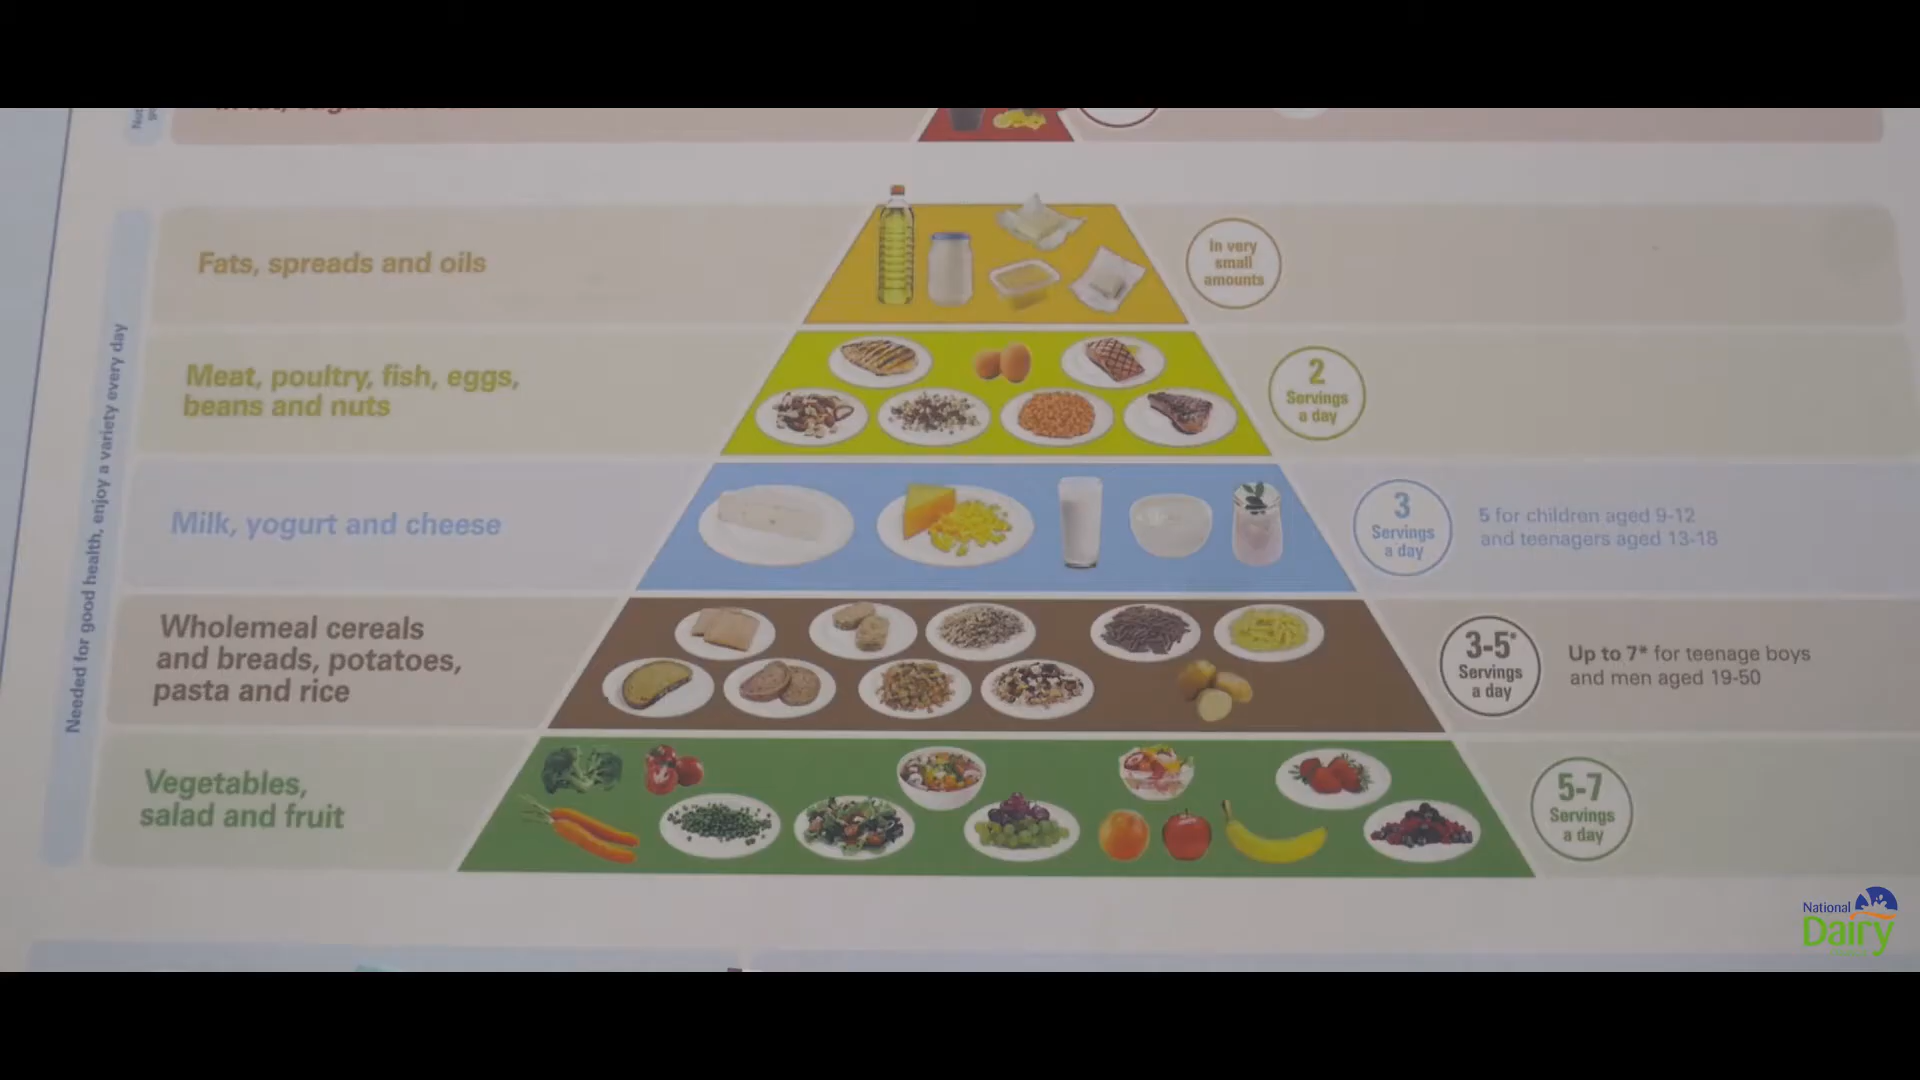 Fats, spreads and oils
In very
small
amounts
Meat, poultry, fish, eggs,
beans and nuts
2
Servings
a day
Milk, yogurt and cheese
3
Servings
a day
5 for children aged 9-12
and teenagers aged 13-18
Wholemeal cereals
and breads, potatoes,
pasta and rice
3-5*
Servings
a day
Up to 7* for teenage boys
and men aged 19-50
Vegetables,
salad and fruit
5-7
Servings
a day
Needed for good health, enjoy a variety every day
National
Dairy